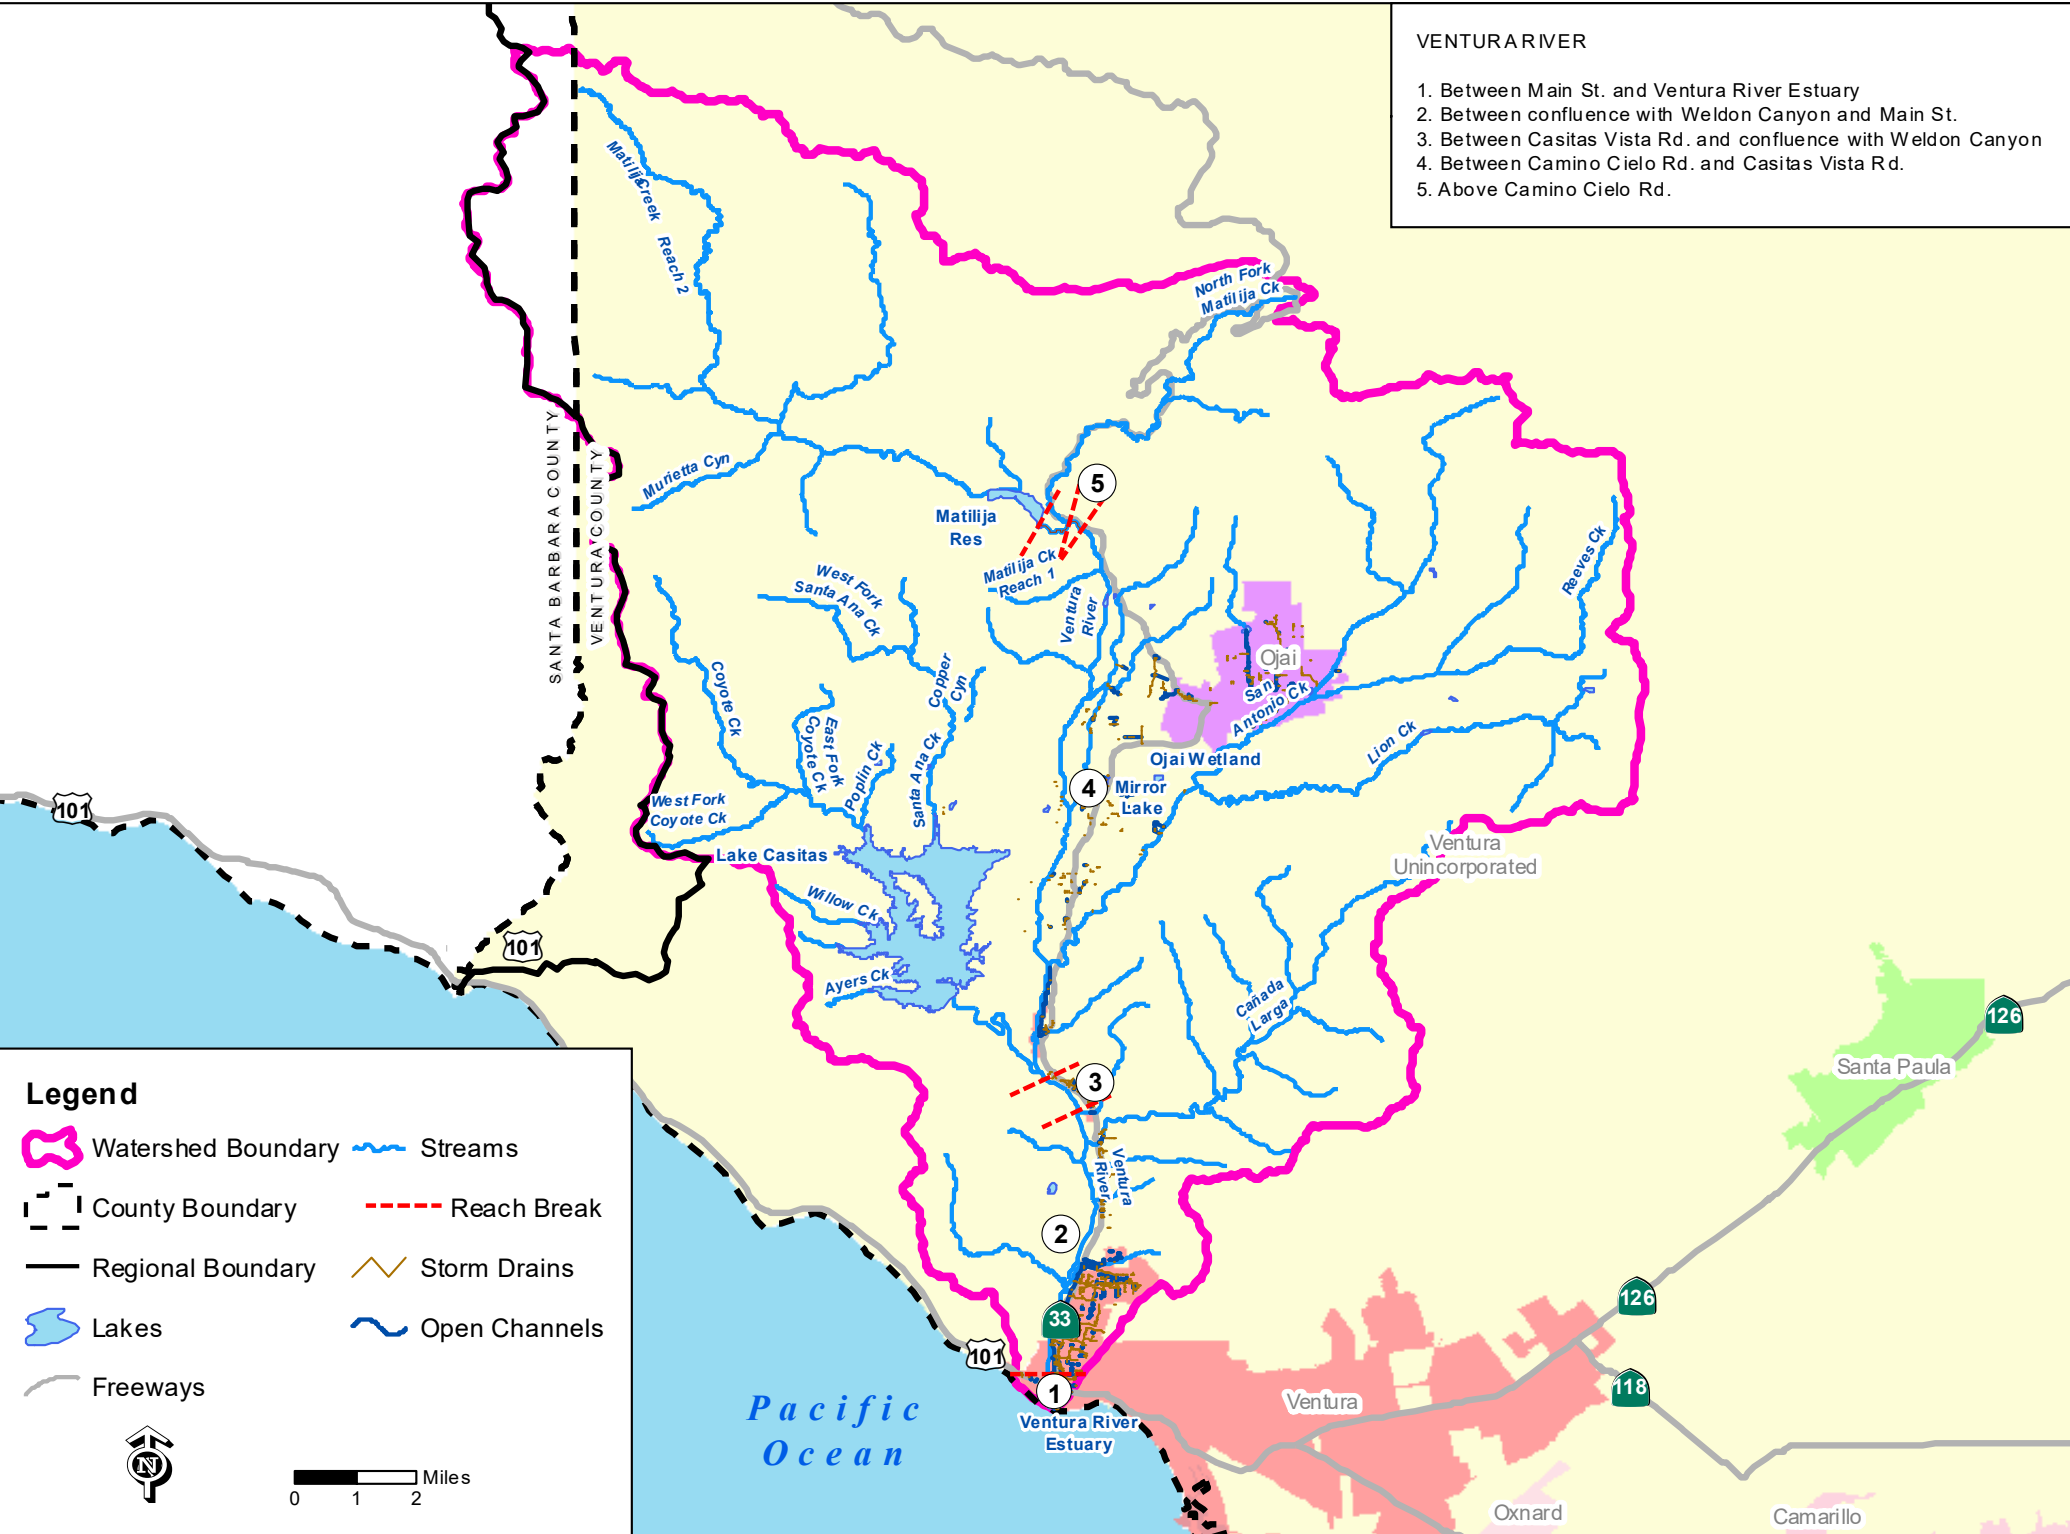 VENTURA RIVER
1. Between Main St. and Ventura River Estuary
2. Between confluence with Weldon Canyon and Main St.
3. Between Casitas Vista Rd. and confluence with Weldon Canyon
4. Between Camino Cielo Rd. and Casitas Vista Rd.
5. Above Camino Cielo Rd.
Matilija Creek Reach 2
North Fork
Matilija Ck
SANTA BARBARA COUNTY
VENTURA COUNTY
Murietta Cyn
5
Matilija
Res
Matilija Ck
Reach 1
West Fork
Santa Ana Ck
Ventura
River
Reeves Ck
Ojai
San
Antonio Ck
Coyote Ck
Copper
Cyn
East Fork
Coyote Ck
Poplin Ck
Santa Ana Ck
Lion Ck
Ojai Wetland
4
Mirror
Lake
101
West Fork
Coyote Ck
Lake Casitas
Ventura
Unincorporated
Willow Ck
101
Ayers Ck
Cañada
Larga
126
Santa Paula
3
Ventura
River
2
33
126
118
101
1
Ventura
Ventura River
Estuary
Pacific
Ocean
Oxnard
Camarillo
Legend
Watershed Boundary
Streams
County Boundary
Reach Break
Regional Boundary
Storm Drains
Lakes
Open Channels
Freeways
N
Miles
0 1 2